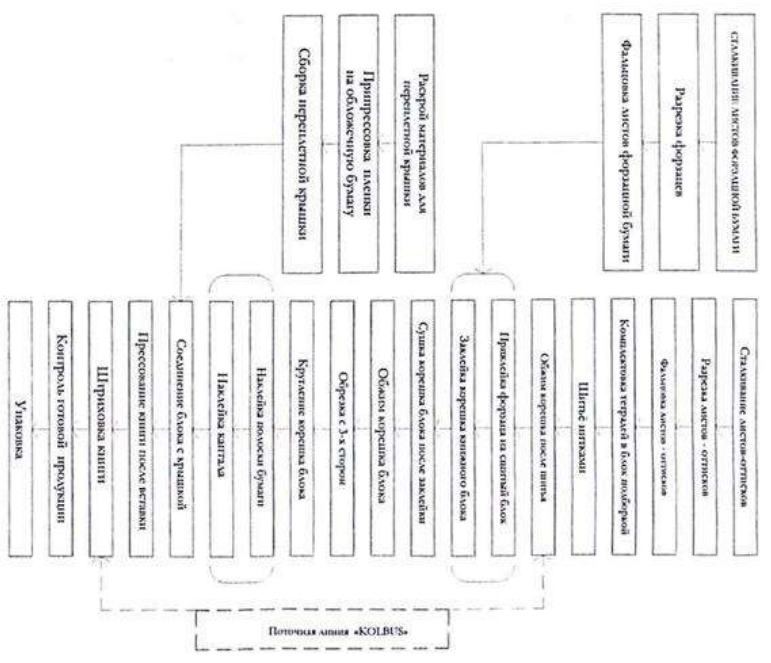 СТАЛКИВАНИЕ ЛИСТОВ ФОРЗАЦНОЙ БУМАГИ
Разрезка форзацев
Фальцовка листов форзацной бумаги
Раскрой материалов для
переплетной крышки
Припрессовка пленки
на обложечную бумагу
Сборка переплетной крышки
Сталкивание листов-оттисков
Разрезка листов - оттисков
Фальцовка листов - оттисков
Комплектовка тетрадей в блок подборкой
Шитьё нитками
Обжим корешка после шитья
Приклейка форзаца на сшитый блок
Заклейка корешка книжного блока
Сушка корешка блока после заклейки
Обжим корешка блока
Обрезка с 3-х сторон
Кругление корешка блока
Наклейка полоски бумаги
Наклейка каптала
Соединение блока с крышкой
Прессование книги после вставки
Штриховка книги
Контроль готовой продукции
Упаковка
Поточная линия «KOLBUS»